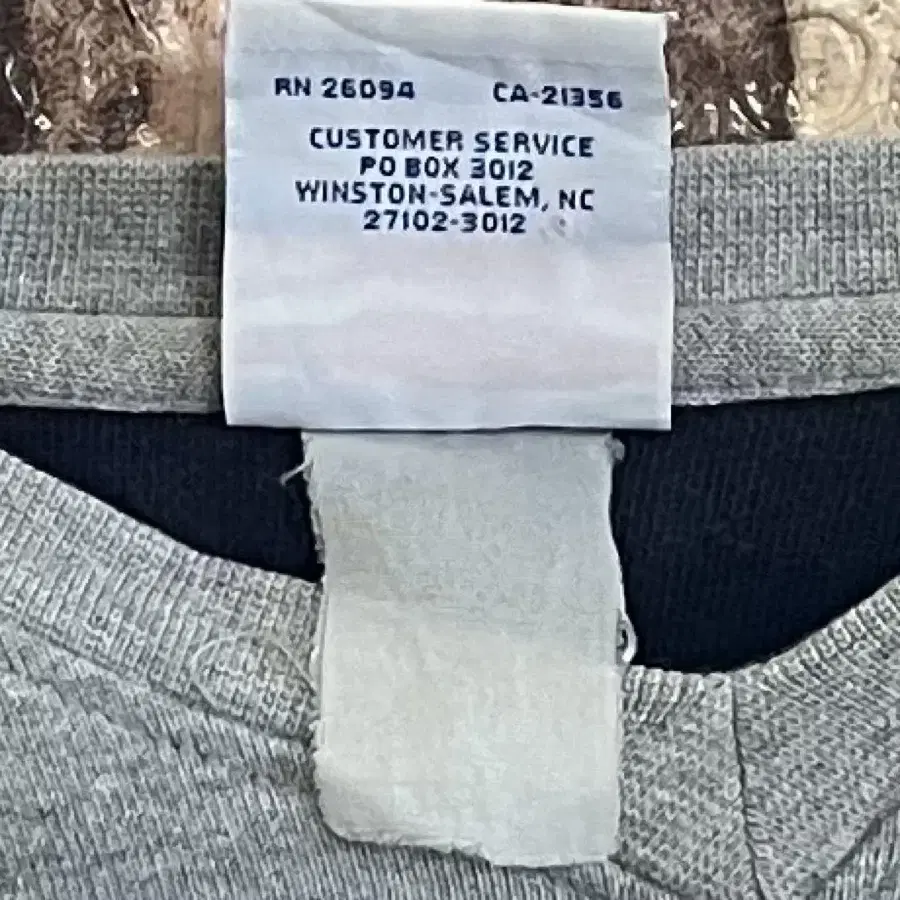 RN 26094 CA-21356
CUSTOMER SERVICE
PO BOX 3012
WINSTON-SALEM, NC
27102-3012